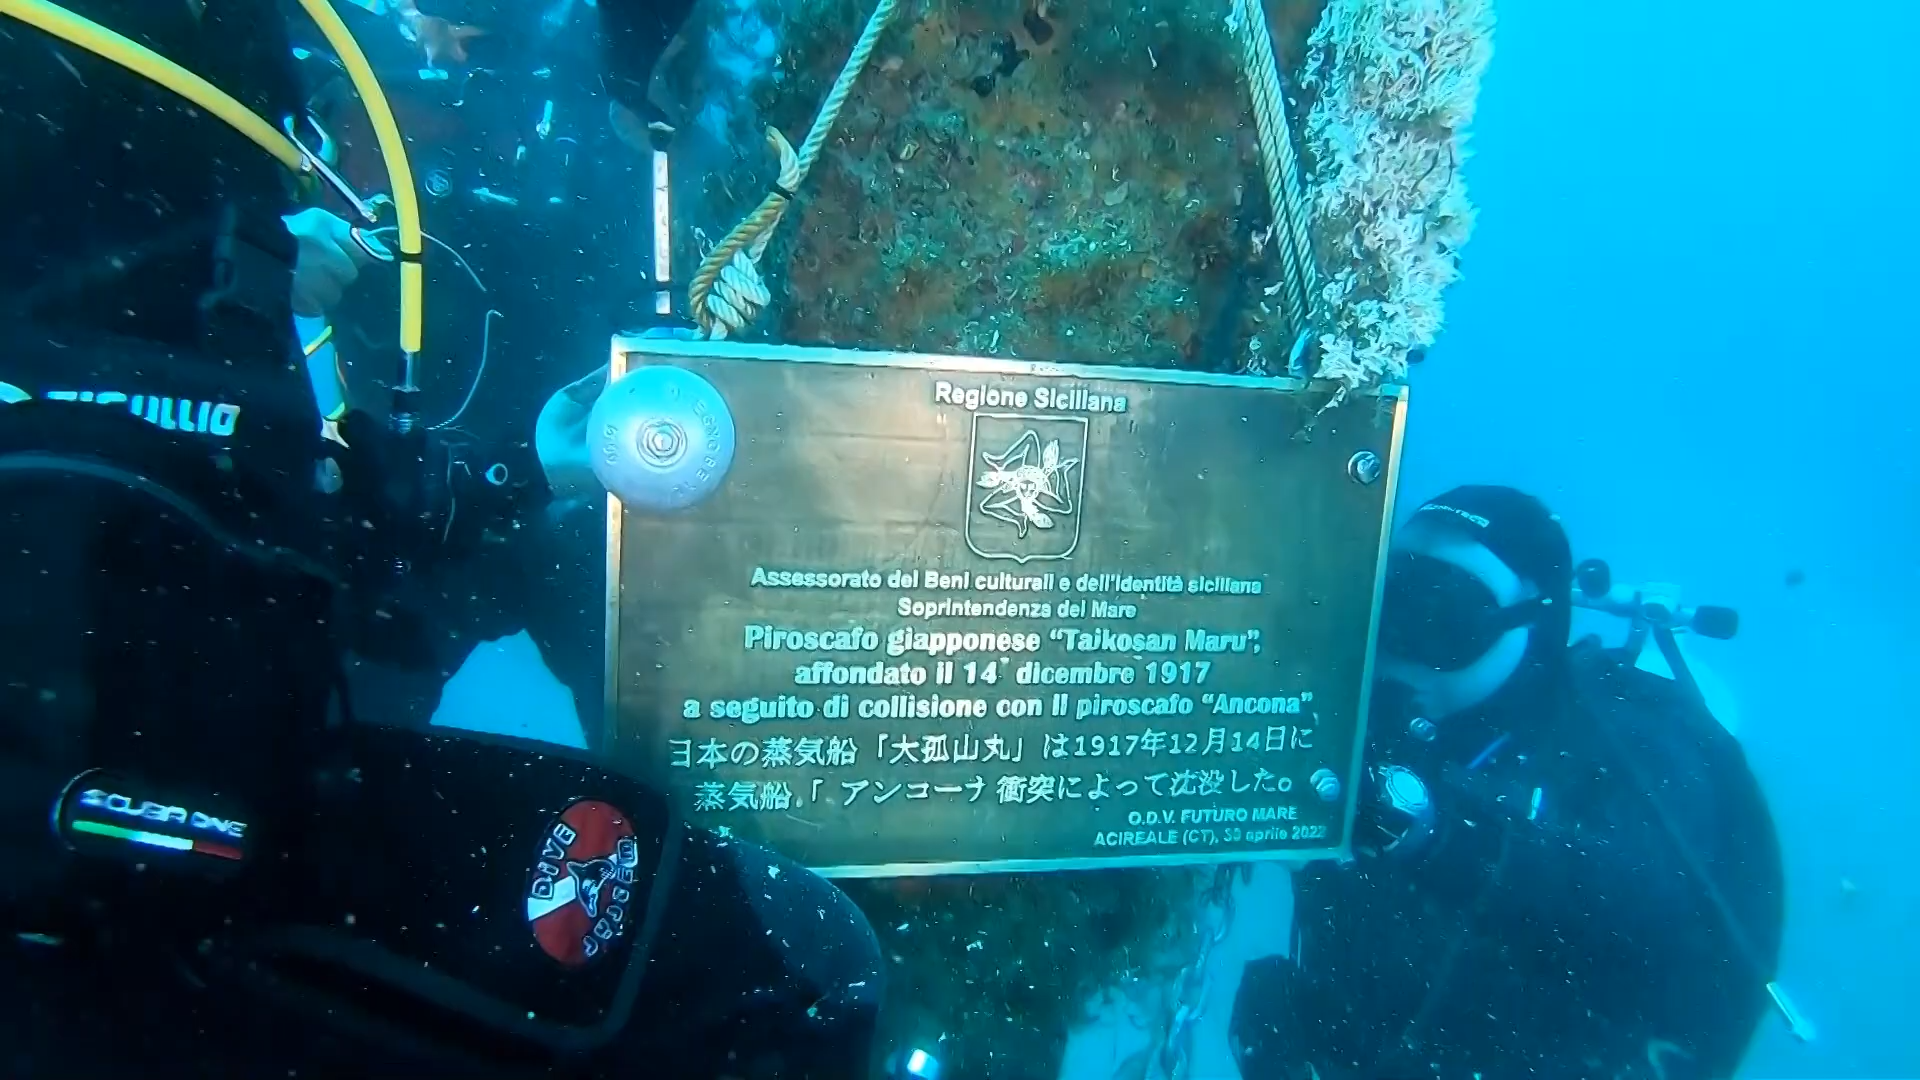 Regione Siciliana
Assessorato dei Beni culturali e dell'identità siciliana
Soprintendenza del Mare
Piroscafo giapponese “Taikosan Maru”,
affondato il 14 dicembre 1917
a seguito di collisione con il piroscafo “Ancona”
日本の蒸気船「大孤山丸」は1917年12月14日に
蒸気船「 アンコーナ 衝突によって沈没した。
O.D.V. FUTURO MARE
ACIREALE (CT), 30 aprile 2022
SCUBA ONE
DIVE